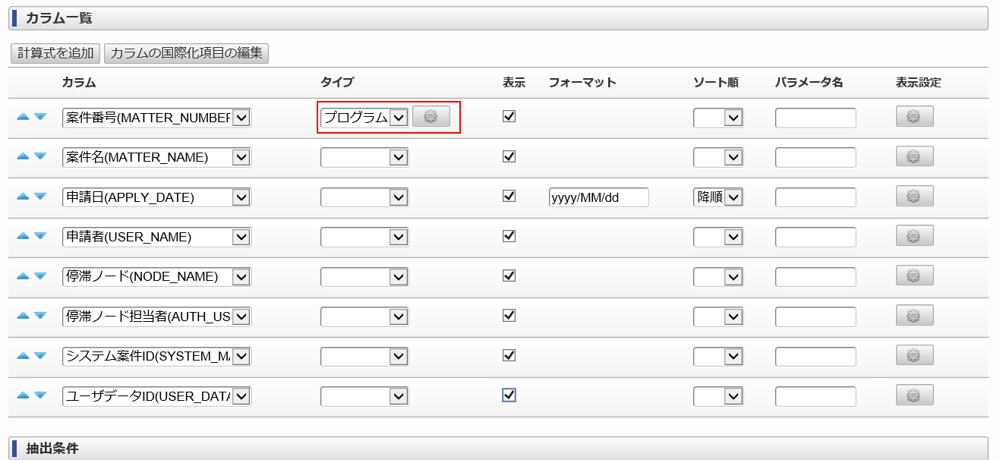 カラム一覧
計算式を追加 カラムの国際化項目の編集
カラム タイプ 表示 フォーマット ソート順 パラメータ名 表示設定
案件番号(MATTER_NUMBER プログラム
案件名(MATTER_NAME)
申請日(APPLY_DATE) yyyy/MM/dd 降順
申請者(USER_NAME)
停滞ノード(NODE_NAME)
停滞ノード担当者(AUTH_US
システム案件ID(SYSTEM_MA
ユーザデータID(USER_DATA
抽出条件